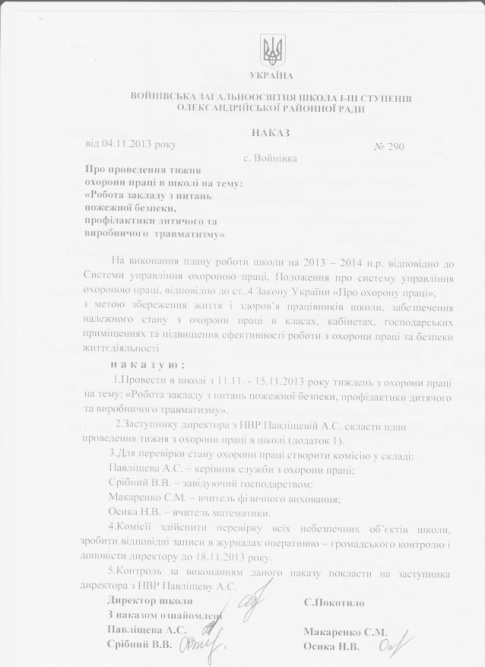 УКРАЇНА
ВОЙНІВСЬКА ЗАГАЛЬНООСВІТНЯ ШКОЛА І-ІІІ СТУПЕНІВ
ОЛЕКСАНДРІЙСЬКОЇ РАЙОННОЇ РАДИ
НАКАЗ
від 04.11.2013 року № 290
с. Войнівка
Про проведення тижня
охорони праці в школі на тему:
«Робота закладу з питань
пожежної безпеки,
профілактики дитячого та
виробничого травматизму»
На виконання плану роботи школи на 2013 – 2014 н.р. відповідно до
Системи управління охороною праці, Положення про систему управління
охороною праці, відповідно до ст..4 Закону України «Про охорону праці»,
з метою збереження життя і здоров'я працівників школи, забезпечення
належного стану з охорони праці в класах, кабінетах, господарських
приміщеннях та підвищення ефективності роботи з охорони праці та безпеки
життєдіяльності
н а к а з у ю :
1.Провести в школі з 11.11. - 15.11.2013 року тиждень з охорони праці
на тему: «Робота закладу з питань пожежної безпеки, профілактики дитячого
та виробничого травматизму».
2.Заступнику директора з НВР Павліщевій А.С. скласти план
проведення тижня з охорони праці в школі (додаток 1).
3.Для перевірки стану охорони праці створити комісію у складі:
Павліщева А.С. – керівник служби з охорони праці;
Срібний В.В. – завідуючий господарством;
Макаренко С.М. – вчитель фізичного виховання;
Осика Н.В. – вчитель математики.
4.Комісії здійснити перевірку всіх небезпечних об'єктів школи,
зробити відповідні записи в журналах оперативно – громадського контролю і
доповісти директору до 18.11.2013 року.
5.Контроль за виконанням даного наказу покласти на заступника
директора з НВР Павліщеву А.С.
Директор школи С.Покотило
З наказом ознайомлені
Павліщева А.С. Макаренко С.М.
Срібний В.В. Осика Н.В.